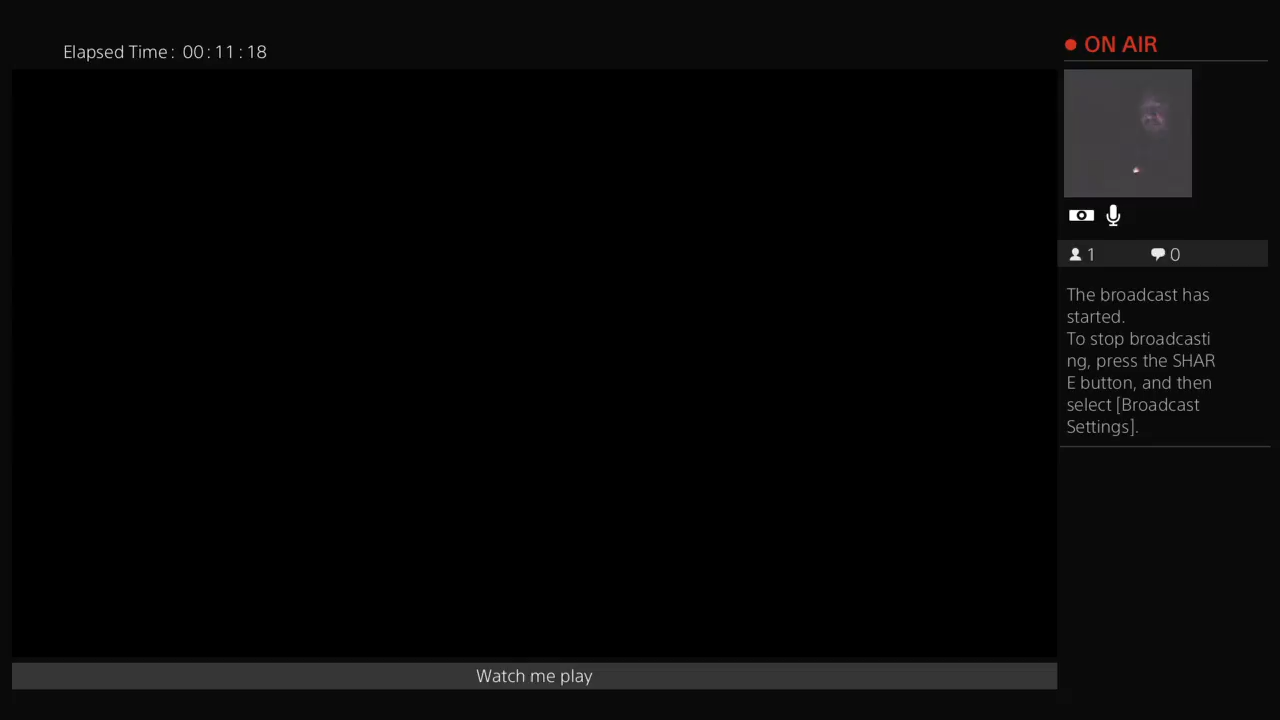 Elapsed Time: 00:11:18
ON AIR
1 0
The broadcast has
started.
To stop broadcasti
ng, press the SHAR
E button, and then
select [Broadcast
Settings].
Watch me play